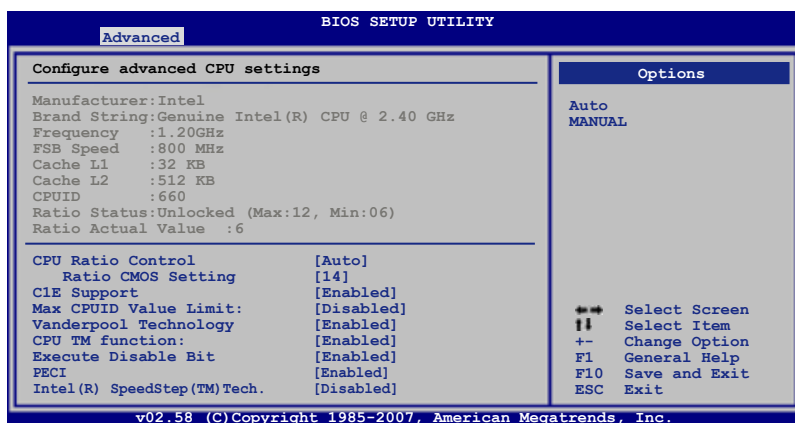 BIOS SETUP UTILITY
Advanced
Configure advanced CPU settings
Manufacturer:Intel
Brand String:Genuine Intel(R) CPU @ 2.40 GHz
Frequency :1.20GHz
FSB Speed :800 MHz
Cache L1 :32 KB
Cache L2 :512 KB
CPUID :660
Ratio Status:Unlocked (Max:12, Min:06)
Ratio Actual Value :6
CPU Ratio Control [Auto]
Ratio CMOS Setting [14]
C1E Support [Enabled]
Max CPUID Value Limit: [Disabled]
Vanderpool Technology [Enabled]
CPU TM function: [Enabled]
Execute Disable Bit [Enabled]
PECI [Enabled]
Intel(R) SpeedStep(TM)Tech. [Disabled]
Options
Auto
MANUAL
←→ Select Screen
↑↓ Select Item
+- Change Option
F1 General Help
F10 Save and Exit
ESC Exit
v02.58 (C)Copyright 1985-2007, American Megatrends, Inc.